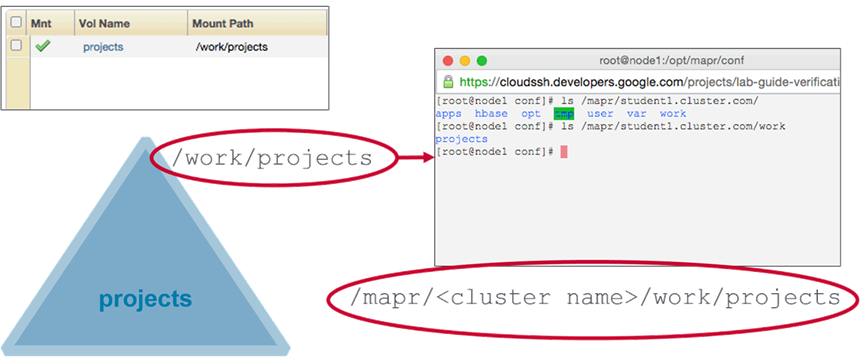 Mnt Vol Name Mount Path
projects /work/projects
root@node1:/opt/mapr/conf
https://cloudssh.developers.google.com/projects/lab-guide-verificati
[root@node1 conf]# ls /mapr/student1.cluster.com/
apps hbase opt tmp user var work
[root@node1 conf]# ls /mapr/student1.cluster.com/work
projects
[root@node1 conf]#
/work/projects
projects
/mapr/<cluster name>/work/projects